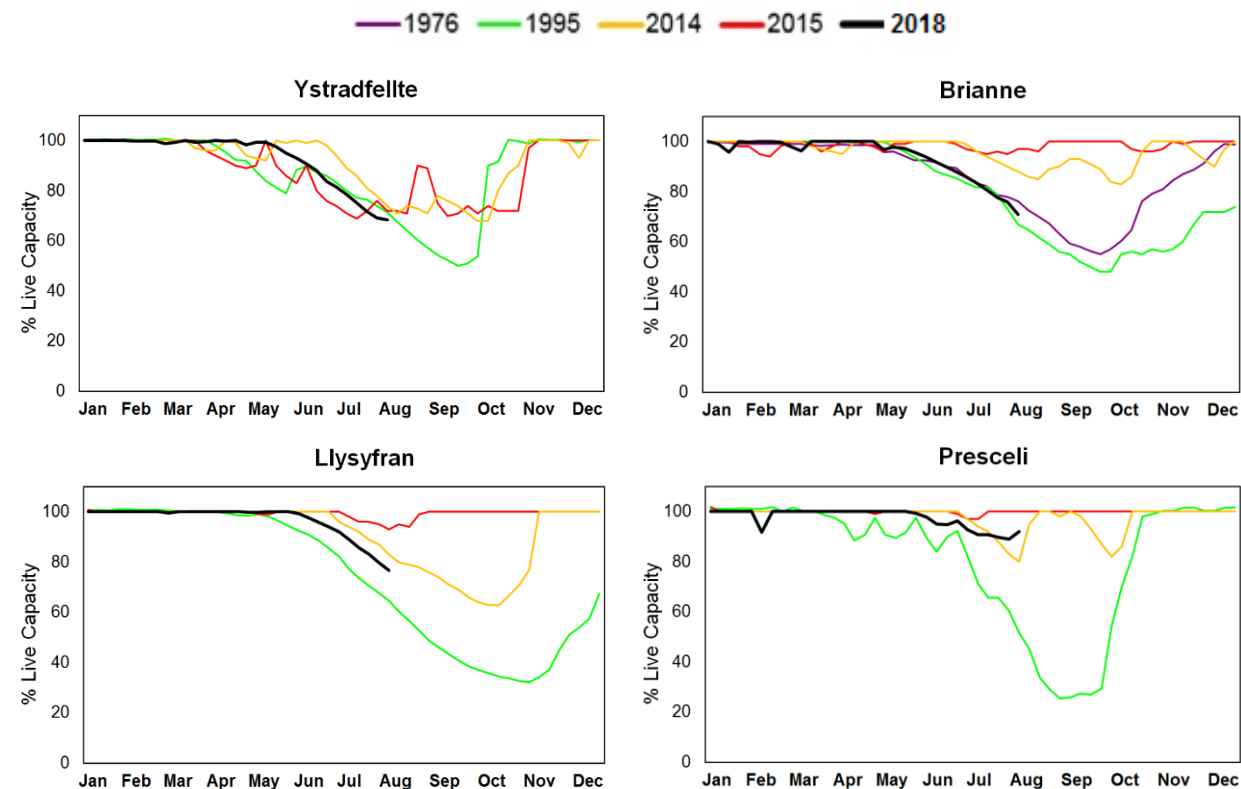 1976 1995 2014 2015 2018
Ystradfellte
% Live Capacity
100
80
60
40
20
0
Jan Feb Mar Apr May Jun Jul Aug Sep Oct Nov Dec
Brianne
% Live Capacity
100
80
60
40
20
0
Jan Feb Mar Apr May Jun Jul Aug Sep Oct Nov Dec
Llysyfran
% Live Capacity
100
80
60
40
20
0
Jan Feb Mar Apr May Jun Jul Aug Sep Oct Nov Dec
Presceli
% Live Capacity
100
80
60
40
20
0
Jan Feb Mar Apr May Jun Jul Aug Sep Oct Nov Dec